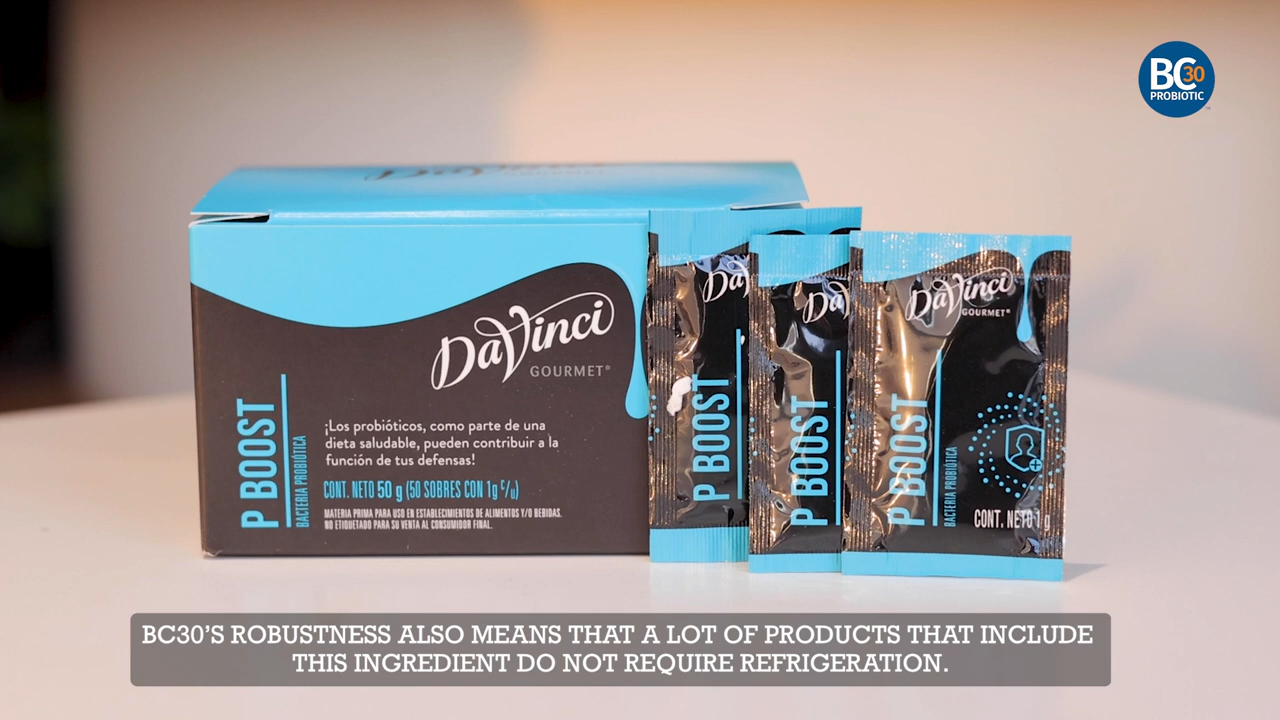 BC30
PROBIOTIC
DaVinci
GOURMET
DaVinci
GOURMET®
P BOOST
BACTERIA PROBIÓTICA
¡Los probióticos, como parte de una
dieta saludable, pueden contribuir a la
función de tus defensas!
CONT. NETO 50 g (50 SOBRES CON 1g c/u)
MATERIA PRIMA PARA USO EN ESTABLECIMIENTOS DE ALIMENTOS Y/O BEBIDAS.
NO ETIQUETADO PARA SU VENTA AL CONSUMIDOR FINAL.
DaV
P BOOST
DaV
P BOOST
DaVinci
GOURMET®
P BOOST
BACTERIA PROBIÓTICA
CONT. NETO 1 g
BC30'S ROBUSTNESS ALSO MEANS THAT A LOT OF PRODUCTS THAT INCLUDE
THIS INGREDIENT DO NOT REQUIRE REFRIGERATION.